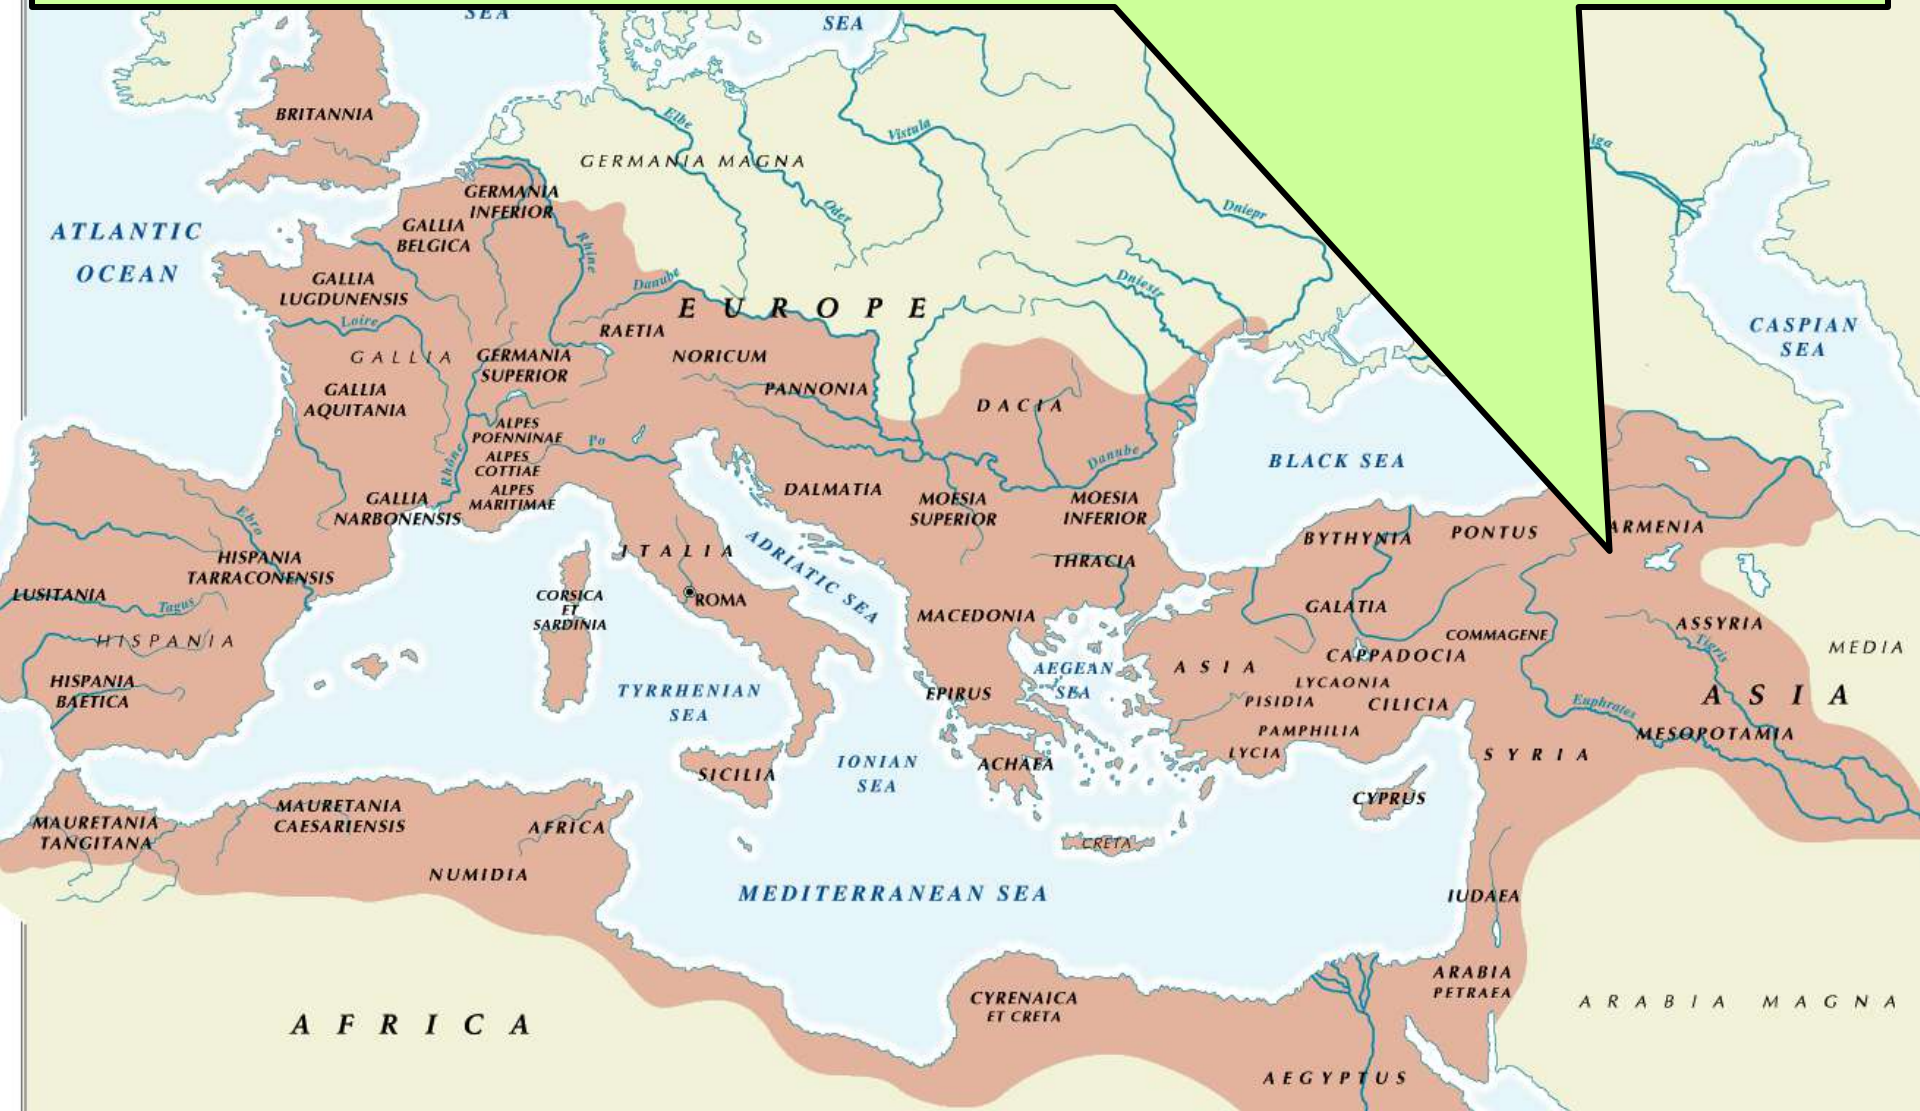 SEA
SEA
BRITANNIA
Elbe
Vistula
lga
GERMANIA MAGNA
GERMANIA
INFERIOR
Oder
Dniepr
ATLANTIC
OCEAN
GALLIA
BELGICA
Rhine
GALLIA
LUGDUNENSIS
Danube
Dniestr
EUROPE
Loire
RAETIA
CASPIAN
SEA
GALLIA
GERMANIA
SUPERIOR
NORICUM
GALLIA
AQUITANIA
PANNONIA
DACIA
ALPES
POENNINAE
ALPES
COTTIAE
ALPES
MARITIMAE
Po
Rhône
Danube
BLACK SEA
GALLIA
NARBONENSIS
DALMATIA
MOESIA
SUPERIOR
MOESIA
INFERIOR
Ebro
BYTHYNIA
PONTUS
ARMENIA
ITALIA
ADRIATIC SEA
HISPANIA
TARRACONENSIS
THRACIA
LUSITANIA
Tagus
CORSICA
ET
SARDINIA
ROMA
MACEDONIA
GALATIA
COMMAGENE
ASSYRIA
Tigris
MEDIA
HISPANIA
CAPPADOCIA
ASIA
AEGEAN
SEA
HISPANIA
BAETICA
TYRRHENIAN
SEA
EPIRUS
LYCAONIA
PISIDIA
CILICIA
Euphrates
ASIA
PAMPHILIA
MESOPOTAMIA
LYCIA
SYRIA
SICILIA
IONIAN
SEA
ACHAEA
CYPRUS
MAURETANIA
CAESARIENSIS
MAURETANIA
TANGITANA
AFRICA
CRETA
NUMIDIA
MEDITERRANEAN SEA
IUDAEA
ARABIA
PETRAEA
CYRENAICA
ET CRETA
ARABIA MAGNA
AFRICA
AEGYPTUS